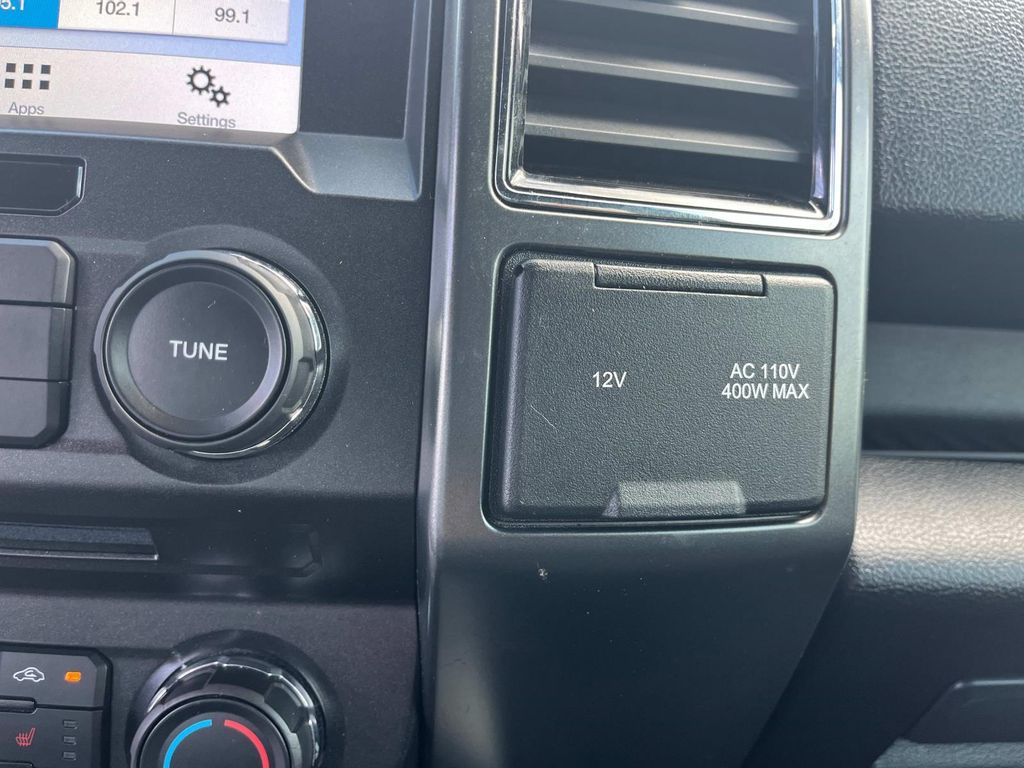 102.1
99.1
Apps
Settings
TUNE
12V
AC 110V
400W MAX